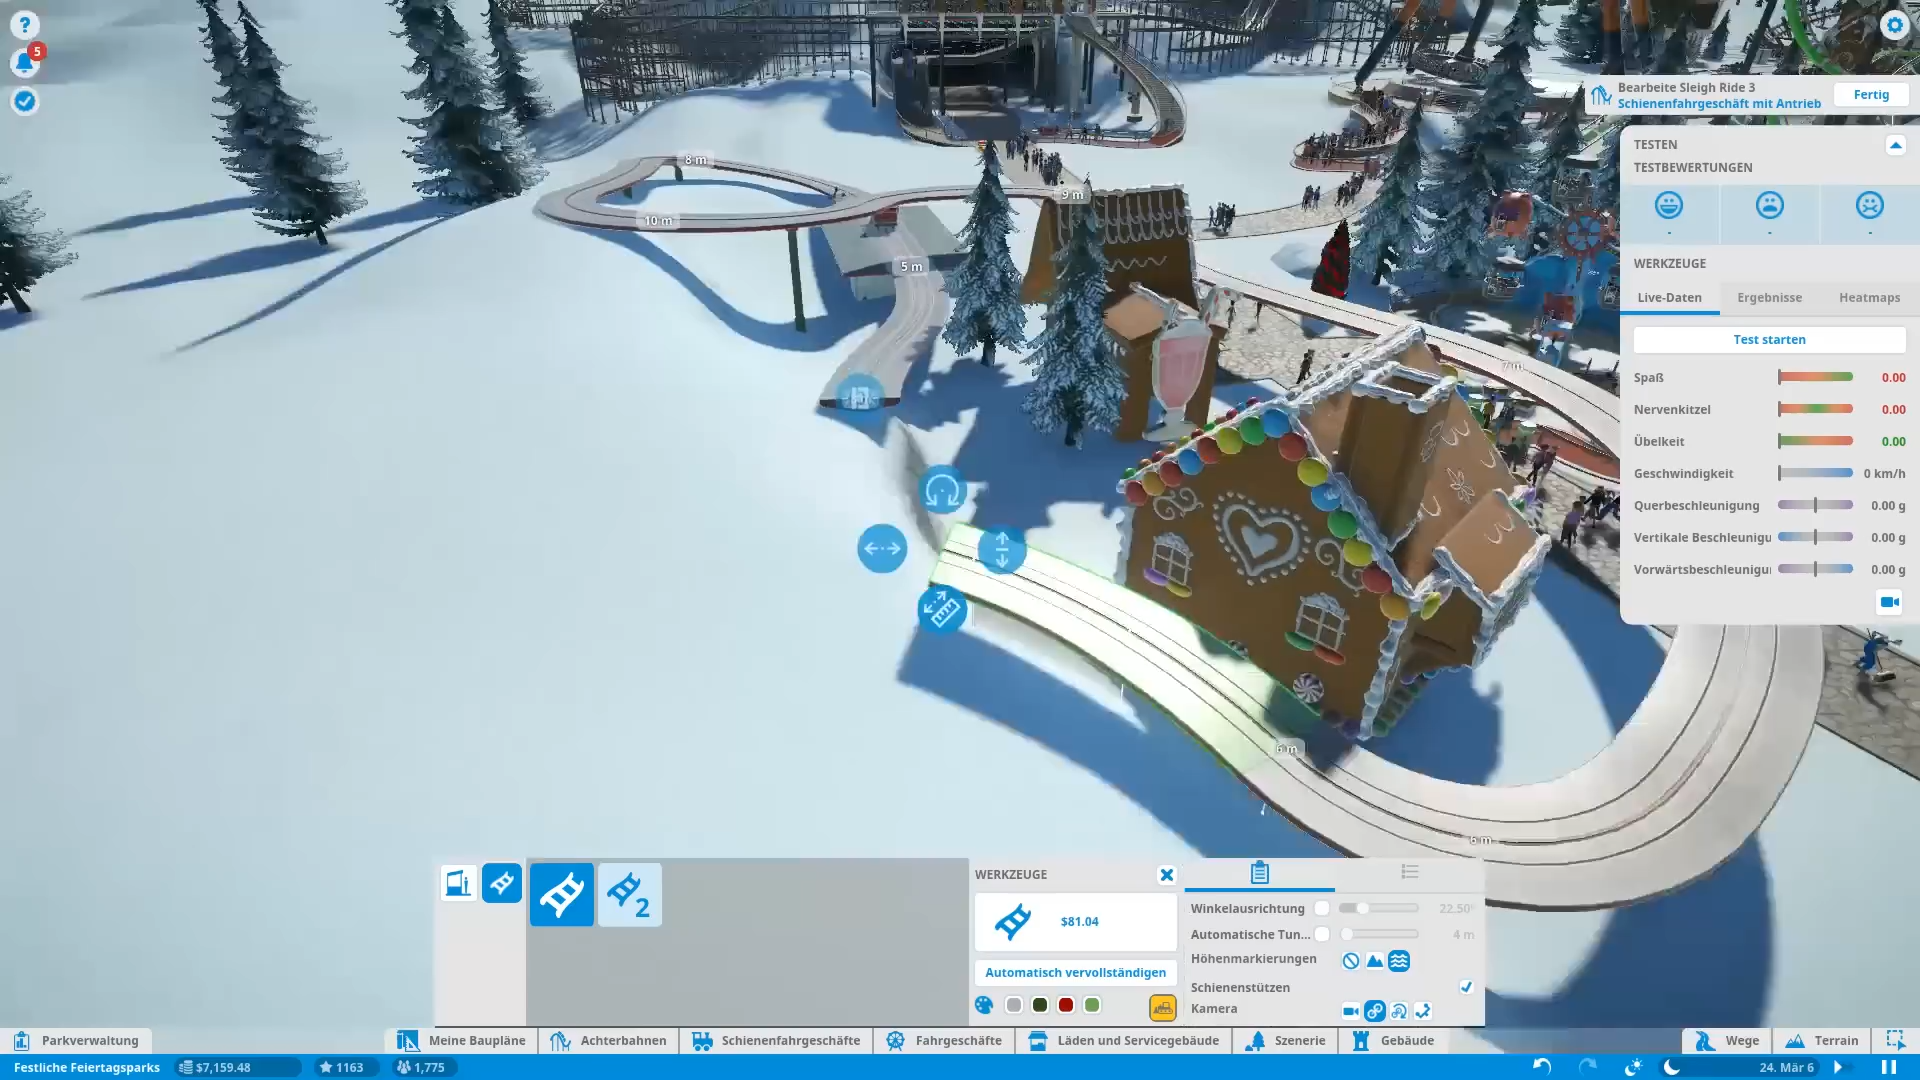 ?
5
8 m
10 m
9 m
5 m
7 m
6 m
6 m
Bearbeite Sleigh Ride 3
Schienenfahrgeschäft mit Antrieb
Fertig
TESTEN
TESTBEWERTUNGEN
- - -
WERKZEUGE
Live-Daten Ergebnisse Heatmaps
Test starten
Spaß 0.00
Nervenkitzel 0.00
Übelkeit 0.00
Geschwindigkeit 0 km/h
Querbeschleunigung 0.00 g
Vertikale Beschleunigu 0.00 g
Vorwärtsbeschleunigu 0.00 g
2
WERKZEUGE
$81.04
Automatisch vervollständigen
Winkelausrichtung 22.50°
Automatische Tun... 4 m
Höhenmarkierungen
Schienenstützen
Kamera
Parkverwaltung
Meine Baupläne Achterbahnen Schienenfahrgeschäfte Fahrgeschäfte Läden und Servicegebäude Szenerie Gebäude
Wege Terrain
Festliche Feiertagsparks $7,159.48 1163 1,775
24. Mär 6